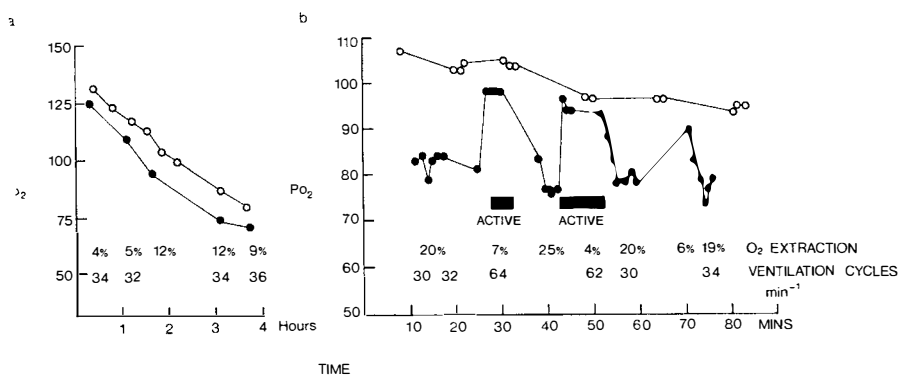 a
150
125
100
75
50
4% 5% 12% 12% 9%
34 32 34 36
1 2 3 4 Hours
b
110
100
90
80
70
60
50
Po2
ACTIVE ACTIVE
20% 7% 25% 4% 20% 6% 19% O2 EXTRACTION
30 32 64 62 30 34 VENTILATION CYCLES
min-1
10 20 30 40 50 60 70 80 MINS
TIME